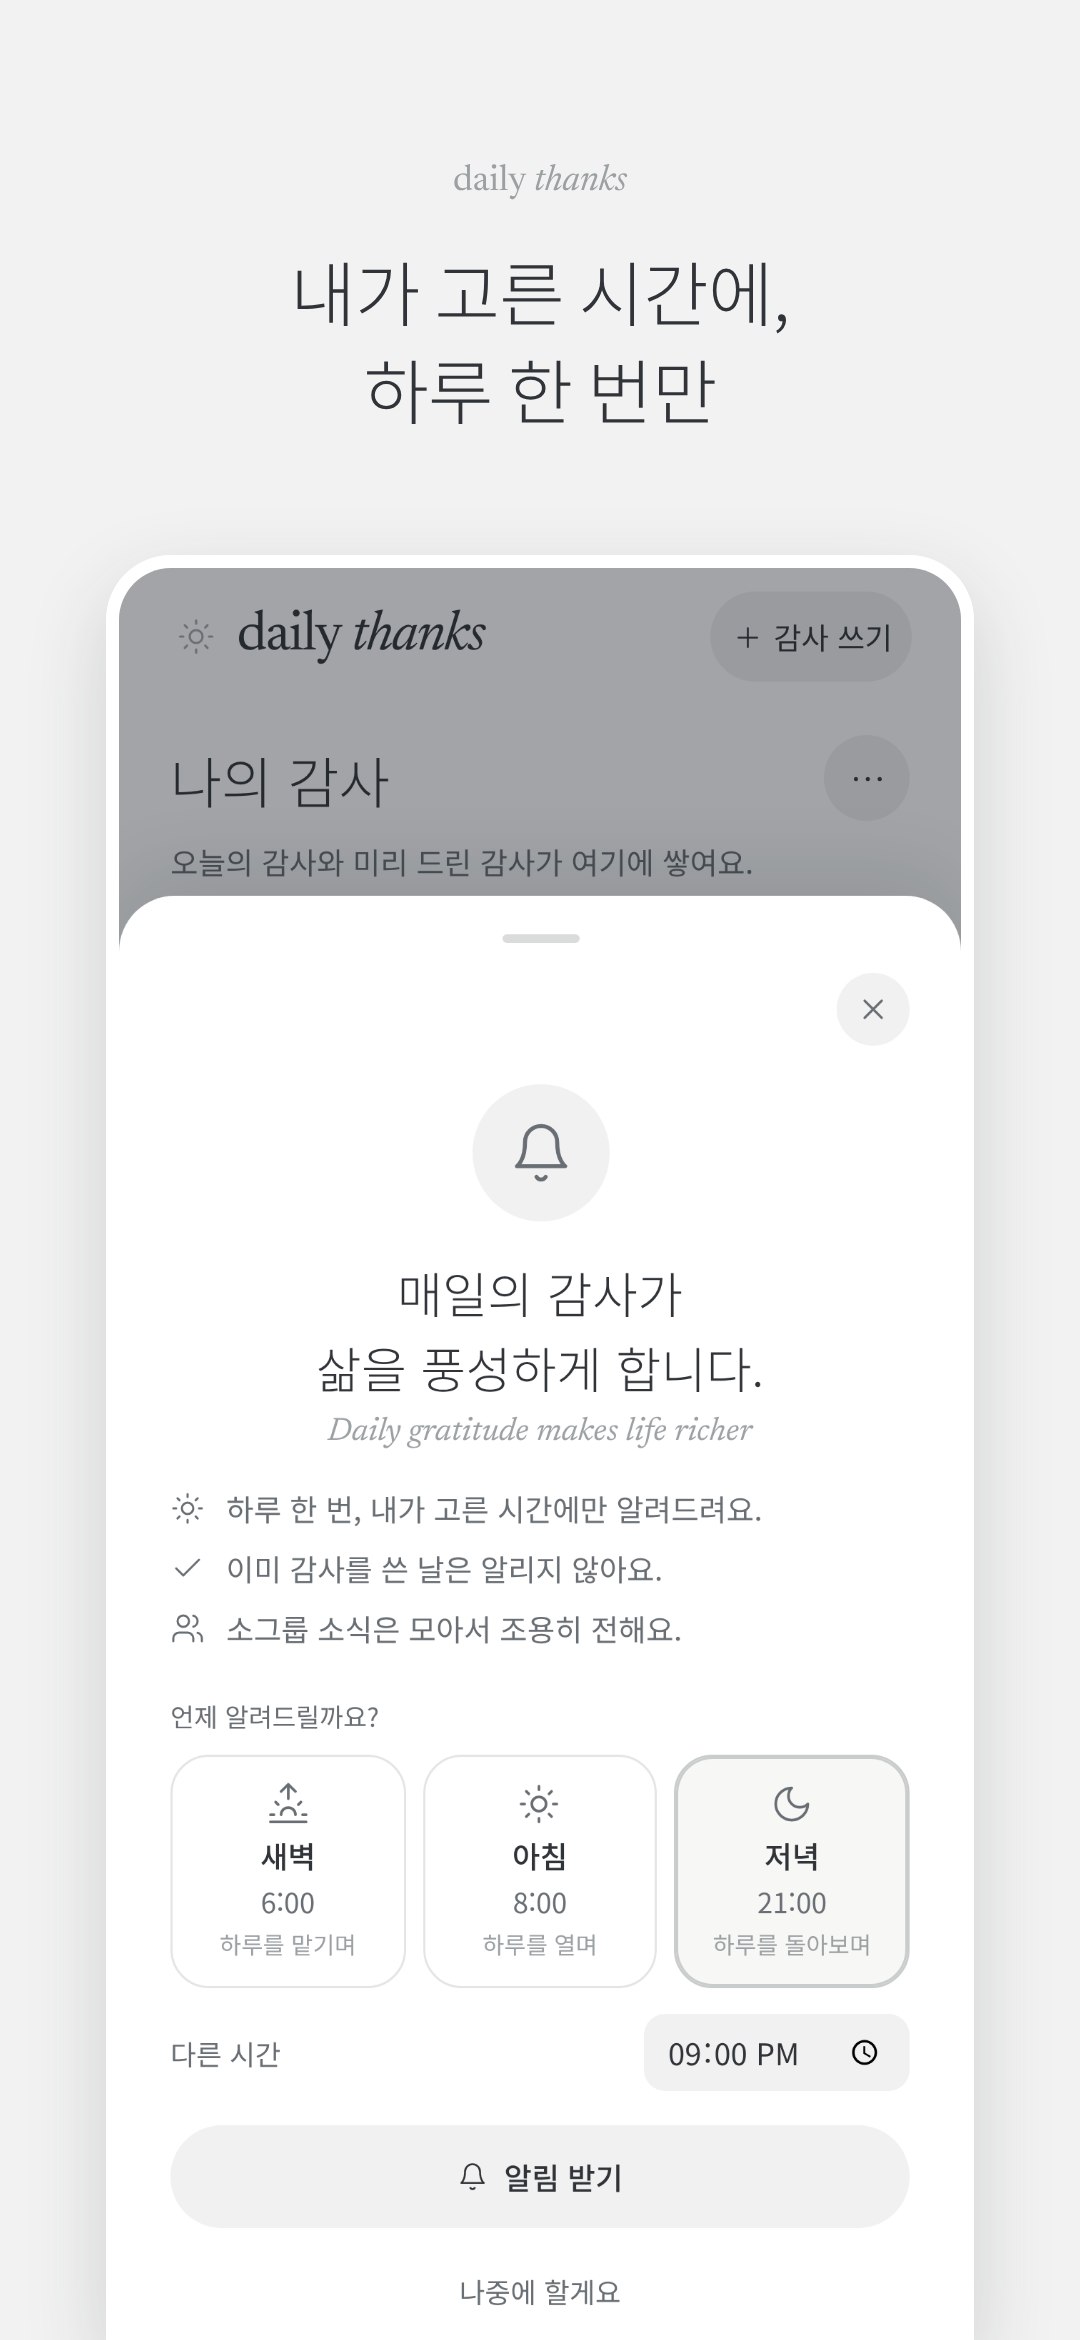 daily thanks
내가 고른 시간에,
하루 한 번만
daily thanks
+ 감사 쓰기
나의 감사
...
오늘의 감사와 미리 드린 감사가 여기에 쌓여요.
매일의 감사가
삶을 풍성하게 합니다.
Daily gratitude makes life richer
하루 한 번, 내가 고른 시간에만 알려드려요.
이미 감사를 쓴 날은 알리지 않아요.
소그룹 소식은 모아서 조용히 전해요.
언제 알려드릴까요?
새벽
6:00
하루를 맡기며
아침
8:00
하루를 열며
저녁
21:00
하루를 돌아보며
다른 시간
09:00 PM
알림 받기
나중에 할게요